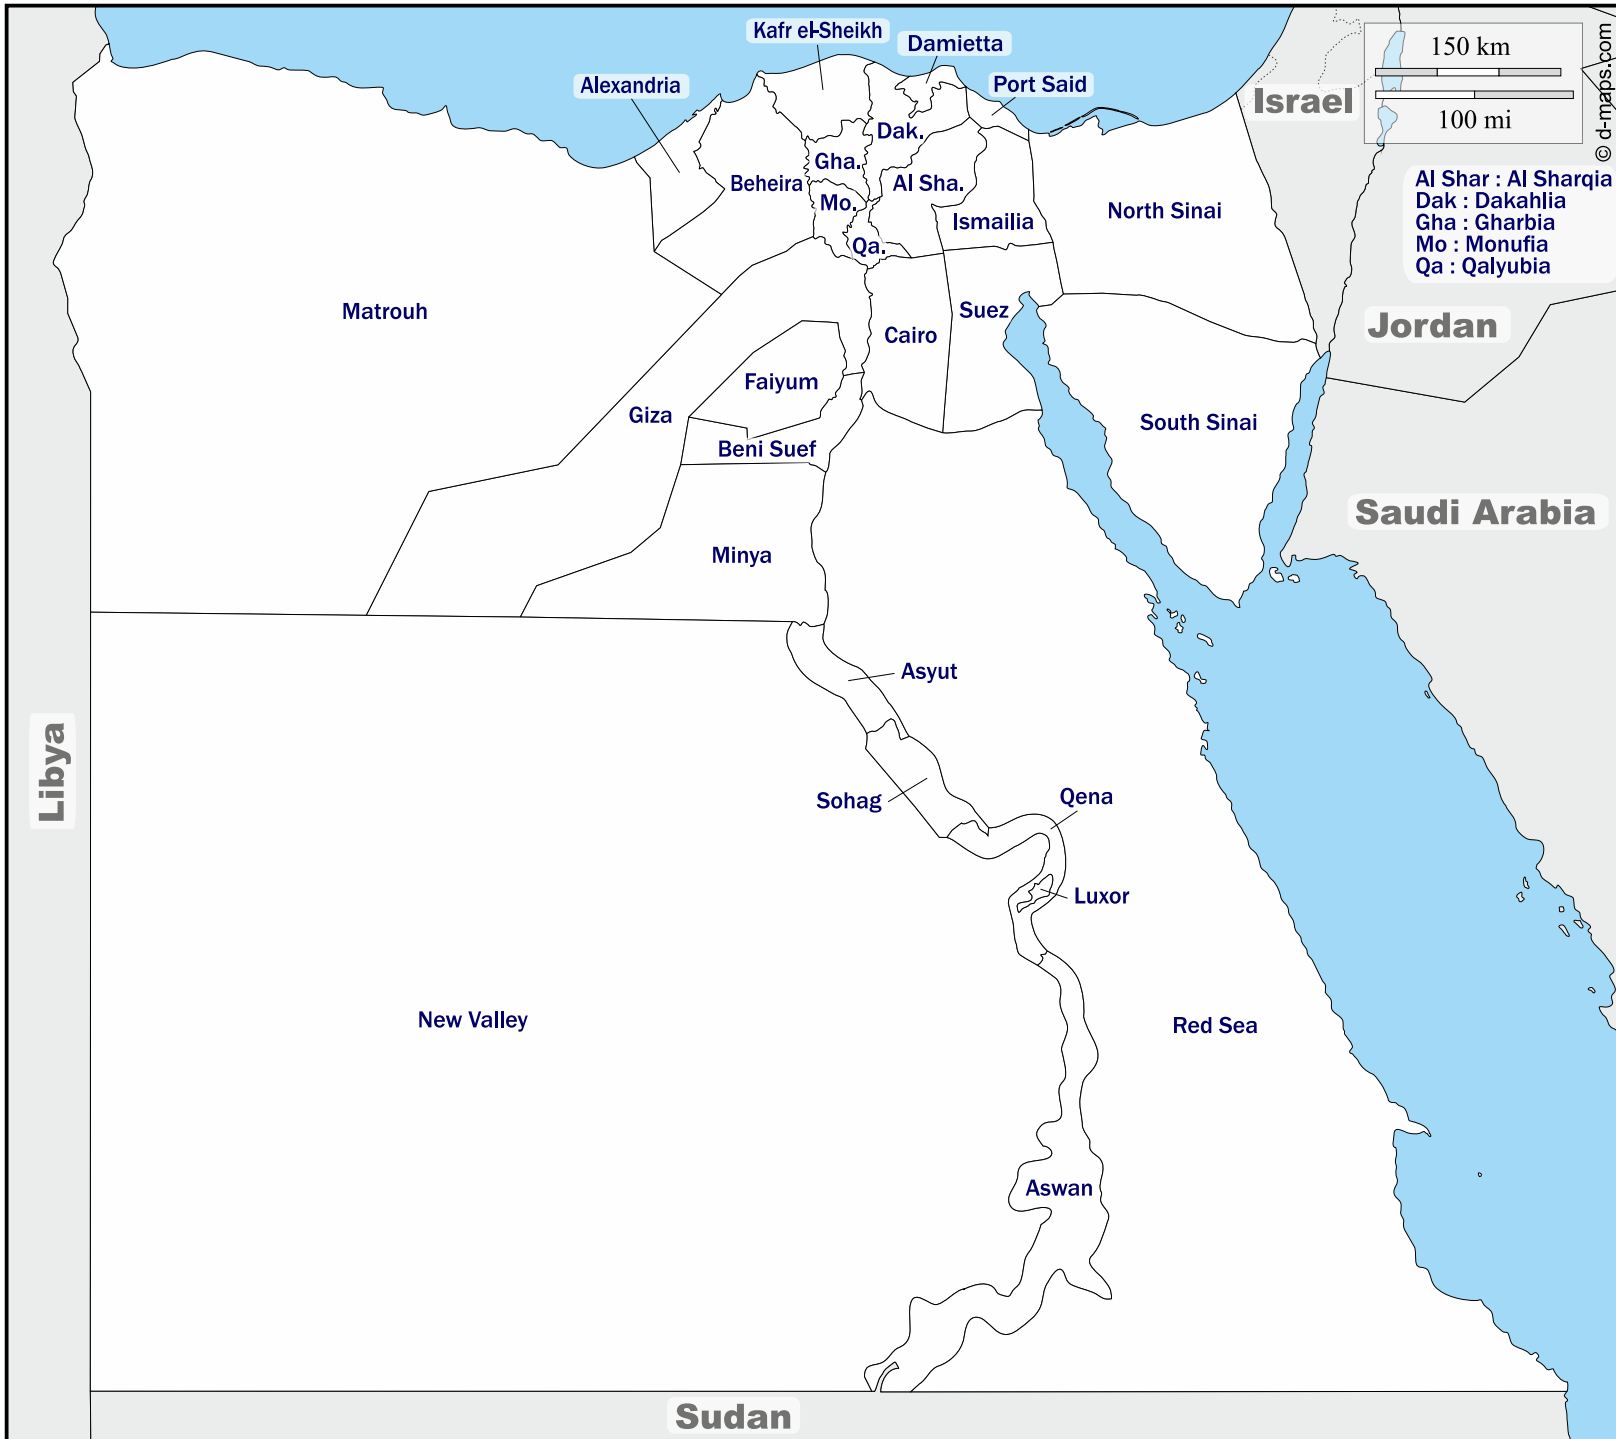 Kafr el-Sheikh
Damietta
Alexandria
Port Said
150 km
100 mi
© d-maps.com
Israel
Dak.
Gha.
Beheira
Al Sha.
Mo.
Ismailia
North Sinai
Qa.
Al Shar : Al Sharqia
Dak : Dakahlia
Gha : Gharbia
Mo : Monufia
Qa : Qalyubia
Matrouh
Suez
Cairo
Jordan
Faiyum
Giza
South Sinai
Beni Suef
Saudi Arabia
Minya
Asyut
Libya
Sohag
Qena
Luxor
New Valley
Red Sea
Aswan
Sudan